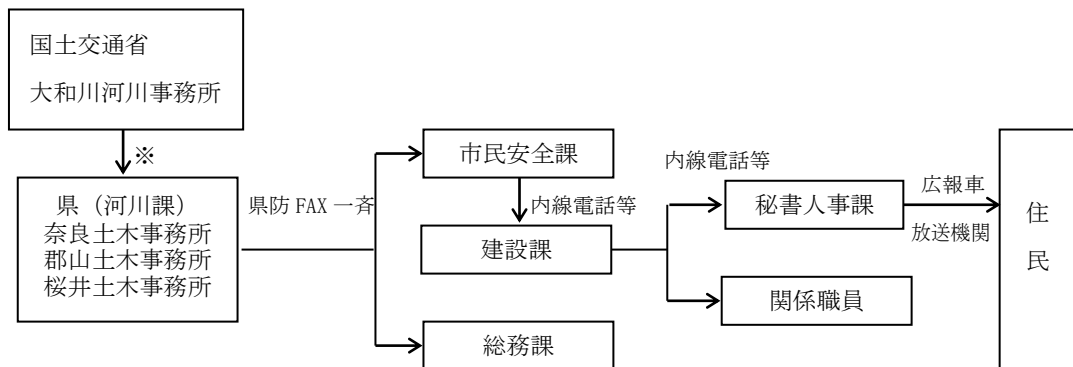 国土交通省
大和川河川事務所
※
県（河川課）
奈良土木事務所
郡山土木事務所
桜井土木事務所
県防 FAX 一斉
市民安全課
内線電話等
建設課
総務課
内線電話等
秘書人事課
関係職員
広報車
放送機関
住
民